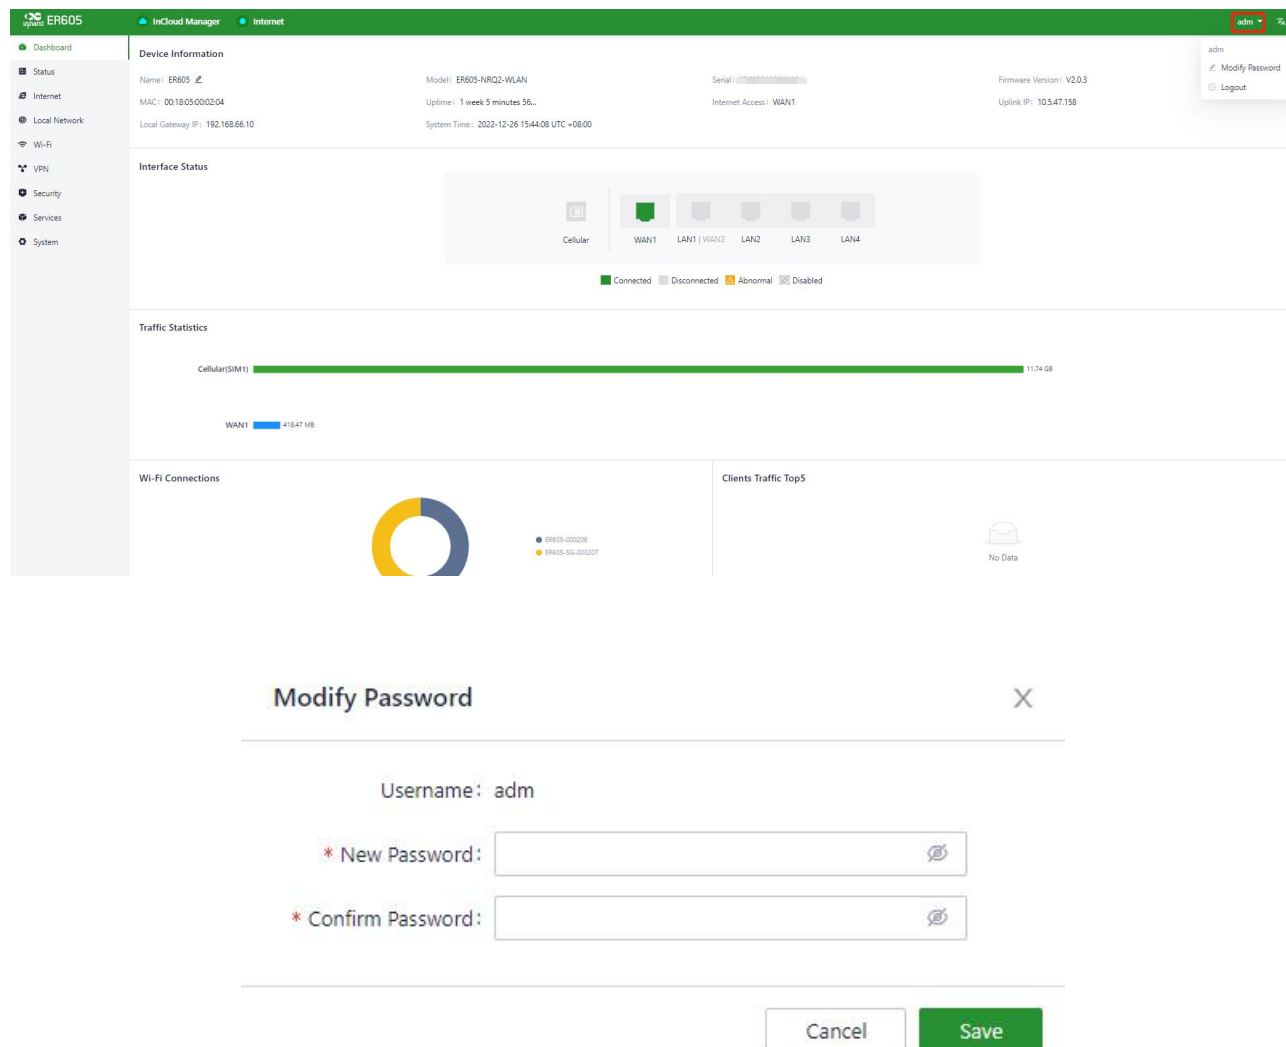 inhand ER605 InCloud Manager Internet adm
Dashboard
Status
Internet
Local Network
Wi-Fi
VPN
Security
Services
System
adm
Modify Password
Logout
Device Information
Name: ER605 Model: ER605-NRQ2-WLAN Serial: Firmware Version: V2.0.3
MAC: 00:18:05:00:02:04 Uptime: 1 week 5 minutes 56... Internet Access: WAN1 Uplink IP: 10.5.47.158
Local Gateway IP: 192.168.66.10 System Time: 2022-12-26 15:44:08 UTC +08:00
Interface Status
Cellular WAN1 LAN1 | WAN2 LAN2 LAN3 LAN4
Connected Disconnected Abnormal Disabled
Traffic Statistics
Cellular(SIM1) 11.74 GB
WAN1 418.47 MB
Wi-Fi Connections
ER605-000206
ER605-5G-000207
Clients Traffic Top5
No Data
Modify Password
Username: adm
* New Password:
* Confirm Password:
Cancel Save